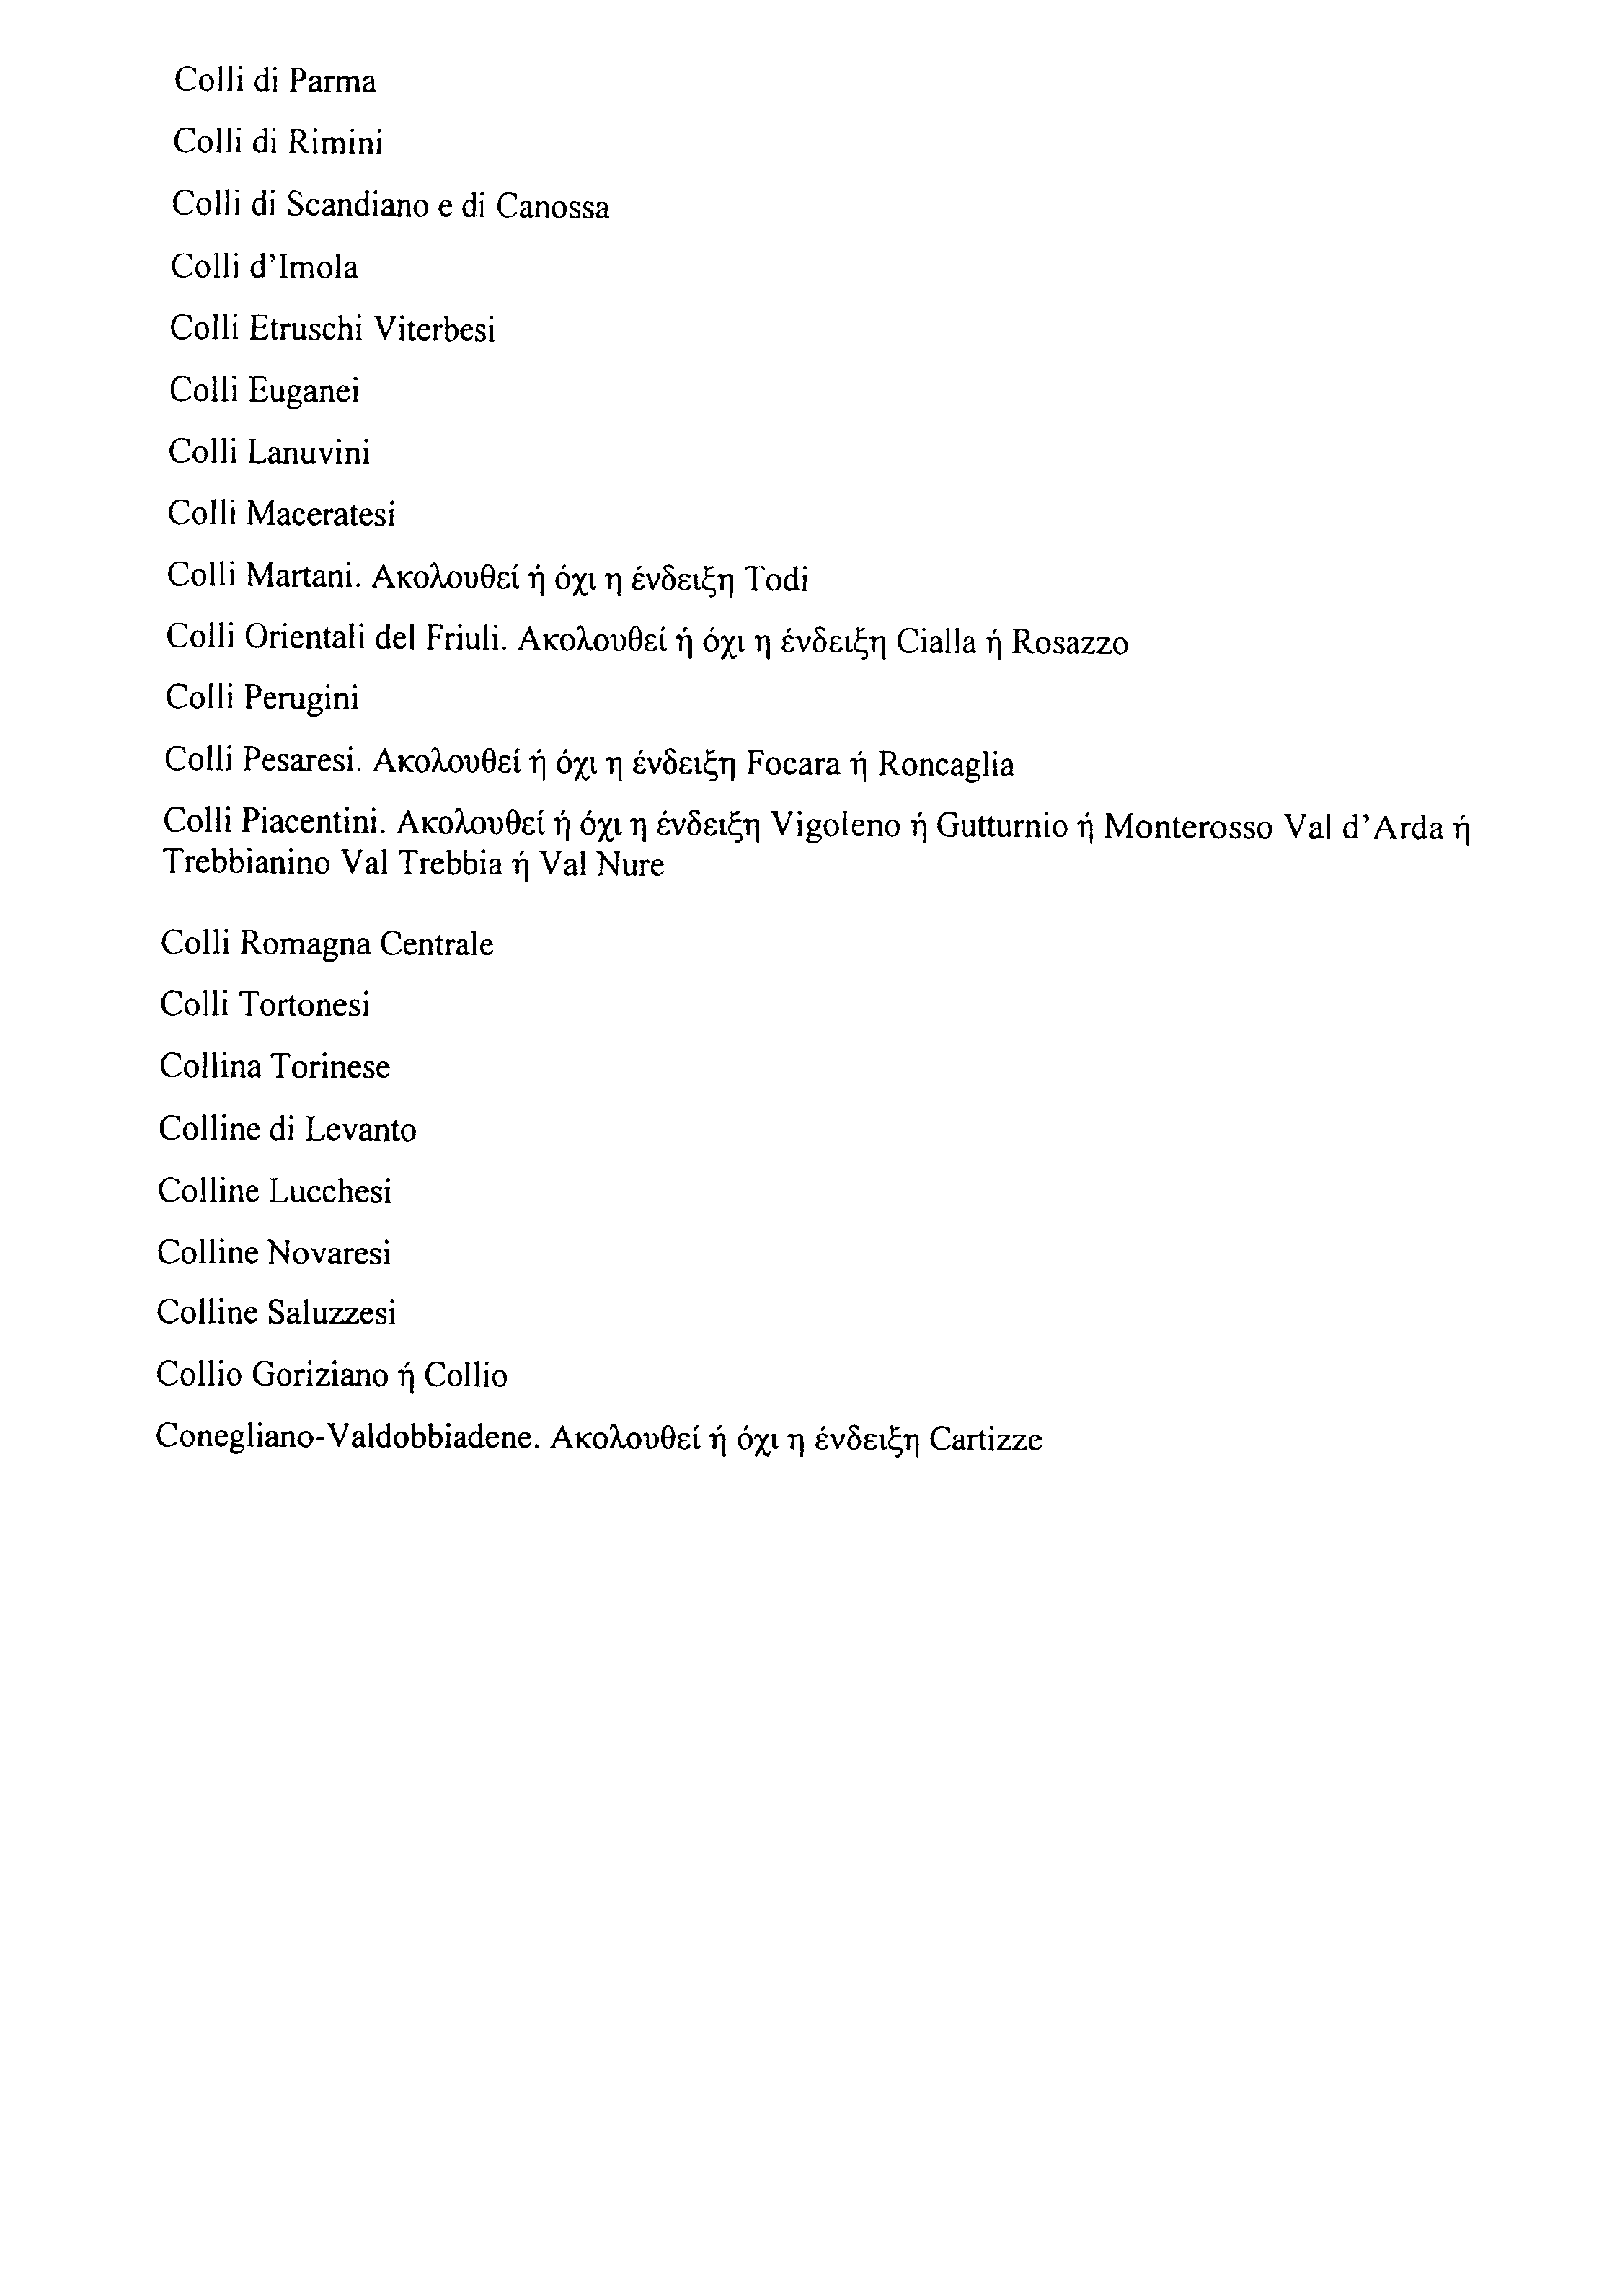 Colli di Parma
Colli di Rimini
Colli di Scandiano e di Canossa
Colli d’Imola
Colli Etruschi Viterbesi
Colli Euganei
Colli Lanuvini
Colli Maceratesi
Colli Martani. Ακολουθεί ή όχι η ένδειξη Todi
Colli Orientali del Friuli. Ακολουθεί ή όχι η ένδειξη Cialla ή Rosazzo
Colli Perugini
Colli Pesaresi. Ακολουθεί ή όχι η ένδειξη Focara ή Roncaglia
Colli Piacentini. Ακολουθεί ή όχι η ένδειξη Vigoleno ή Gutturnio ή Monterosso Val d’Arda ή
Trebbianino Val Trebbia ή Val Nure
Colli Romagna Centrale
Colli Tortonesi
Collina Torinese
Colline di Levanto
Colline Lucchesi
Colline Novaresi
Colline Saluzzesi
Collio Goriziano ή Collio
Conegliano-Valdobbiadene. Ακολουθεί ή όχι η ένδειξη Cartizze